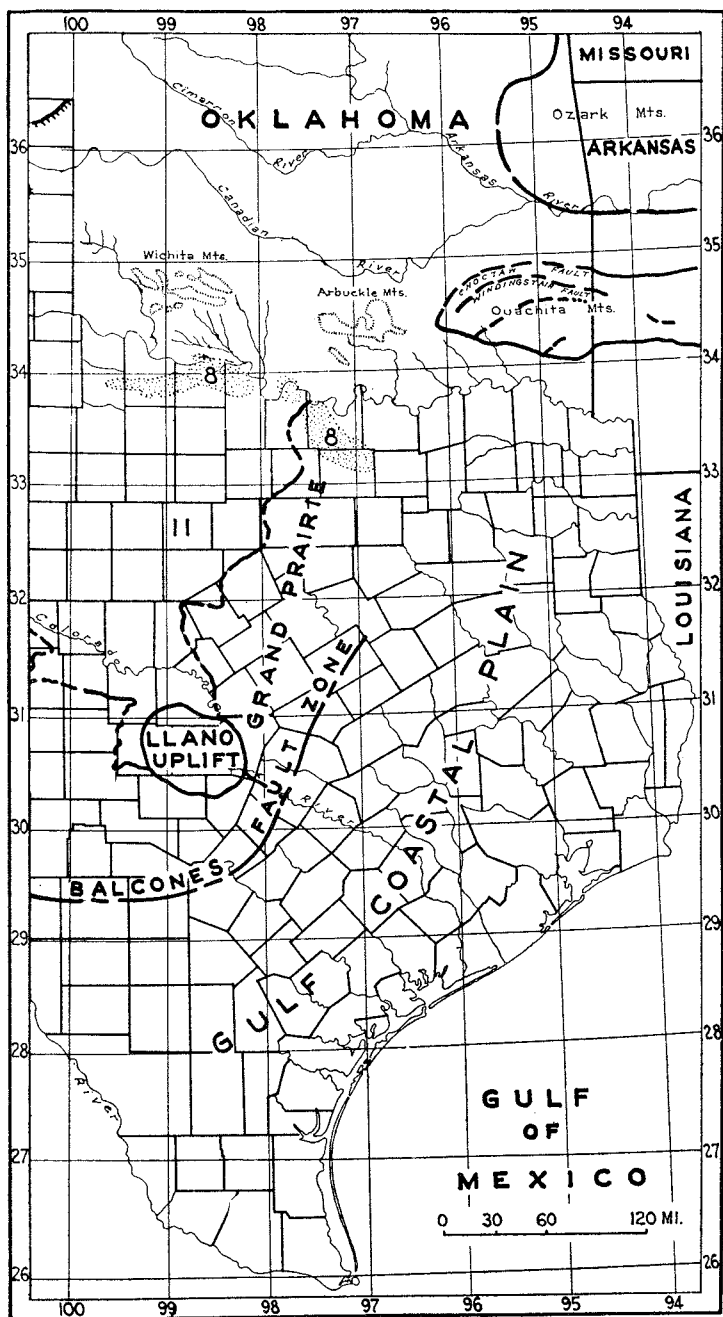 100 99 98 97 96 95 94
MISSOURI
Cimarron
River
OKLAHOMA
Ozark Mts.
ARKANSAS
Arkansas
River
36
36
Canadian
River
35
35
Wichita Mts.
Arbuckle Mts.
CHOCTAW FAULT
WINDINGSTAIR FAULT
Ouachita Mts.
34
34
8
8
33
33
11
GRAND PRAIRIE
LOUISIANA
32
32
Colorado
River
31
31
LLANO
UPLIFT
BALCONES FAULT ZONE
30
30
GULF COASTAL PLAIN
29
29
28
28
River
GULF
OF
MEXICO
27
27
0 30 60 120 MI.
26
26
100 99 98 97 96 95 94